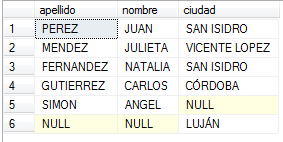 apellido nombre ciudad
1 PEREZ JUAN SAN ISIDRO
2 MENDEZ JULIETA VICENTE LOPEZ
3 FERNANDEZ NATALIA SAN ISIDRO
4 GUTIERREZ CARLOS CÓRDOBA
5 SIMON ANGEL NULL
6 NULL NULL LUJÁN